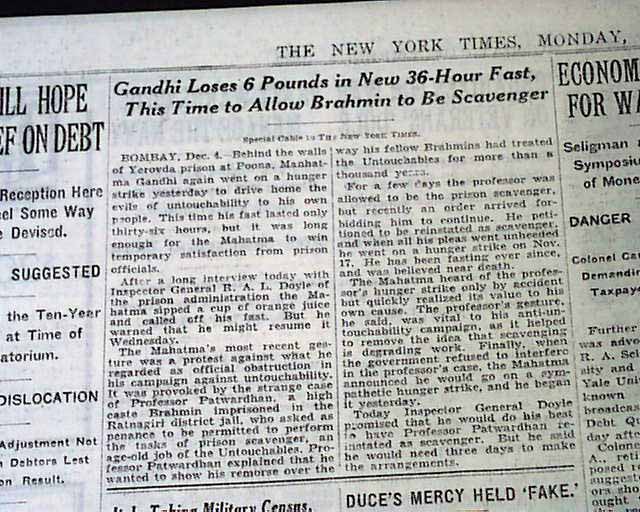 THE NEW YORK TIMES, MONDAY,
ILL HOPE
EF ON DEBT
Reception Here
eel Some Way
e Devised.
SUGGESTED
the Ten-Year
at Time of
atorium.
DISLOCATION
Adjustment Not
Debtors Lest
on Result.
Gandhi Loses 6 Pounds in New 36-Hour Fast,
This Time to Allow Brahmin to Be Scavenger
Special Cable to THE NEW YORK TIMES.
BOMBAY, Dec. 4.—Behind the walls
of Yerovda prison at Poona, Mahat-
ma Gandhi again went on a hunger
strike yesterday to drive home the
evils of untouchability to his own
people. This time his fast lasted only
thirty-six hours, but it was long
enough for the Mahatma to win
temporary satisfaction from prison
officials.
After a long interview today with
Inspector General R. A. L. Doyle of
the prison administration the Ma-
hatma sipped a cup of orange juice
and called off his fast. But he
warned that he might resume it
Wednesday.
The Mahatma's most recent ges-
ture was a protest against what he
regarded as official obstruction in
his campaign against untouchability.
It was provoked by the strange case
of Professor Patwardhan, a high
caste Brahmin imprisoned in the
Ratnagiri district jail, who asked as
penance to be permitted to perform
the tasks of prison scavenger, an
age-old job of the Untouchables. Pro-
fessor Patwardhan explained that he
wanted to show his remorse over the
way his fellow Brahmins had treated
the Untouchables for more than a
thousand years.
For a few days the professor was
allowed to be the prison scavenger,
but recently an order arrived for-
bidding him to continue. He peti-
tioned to be reinstated as scavenger,
and when all his pleas went unheeded
he went on a hunger strike on Nov.
17. He has been fasting ever since,
and was believed near death.
The Mahatma heard of the profes-
sor's hunger strike only by accident
but quickly realized its value to his
own cause. The professor's gesture,
he said, was vital to his anti-un-
touchability campaign, as it helped
to remove the idea that scavenging
is degrading work. Finally, when
the government refused to interfere
in the professor's case, the Mahatma
announced he would go on a sym-
pathetic hunger strike, and he began
it yesterday.
Today Inspector General Doyle
promised that he would do his best
to have Professor Patwardhan re-
instated as scavenger. But he said
he would need three days to make
the arrangements.
Taking Military Census,
DUCE'S MERCY HELD 'FAKE.'
ECONOM
FOR WA
Seligman
Symposiu
of Mone
DANGER
Colonel Ca
Demandi
Taxpaye
Further
was advo
R. A. Sel
sity and
Yale Uni
known
broadcas
Debt Qu
day afte
Colone
A., reti
posed t
suggest
ors sho
ought